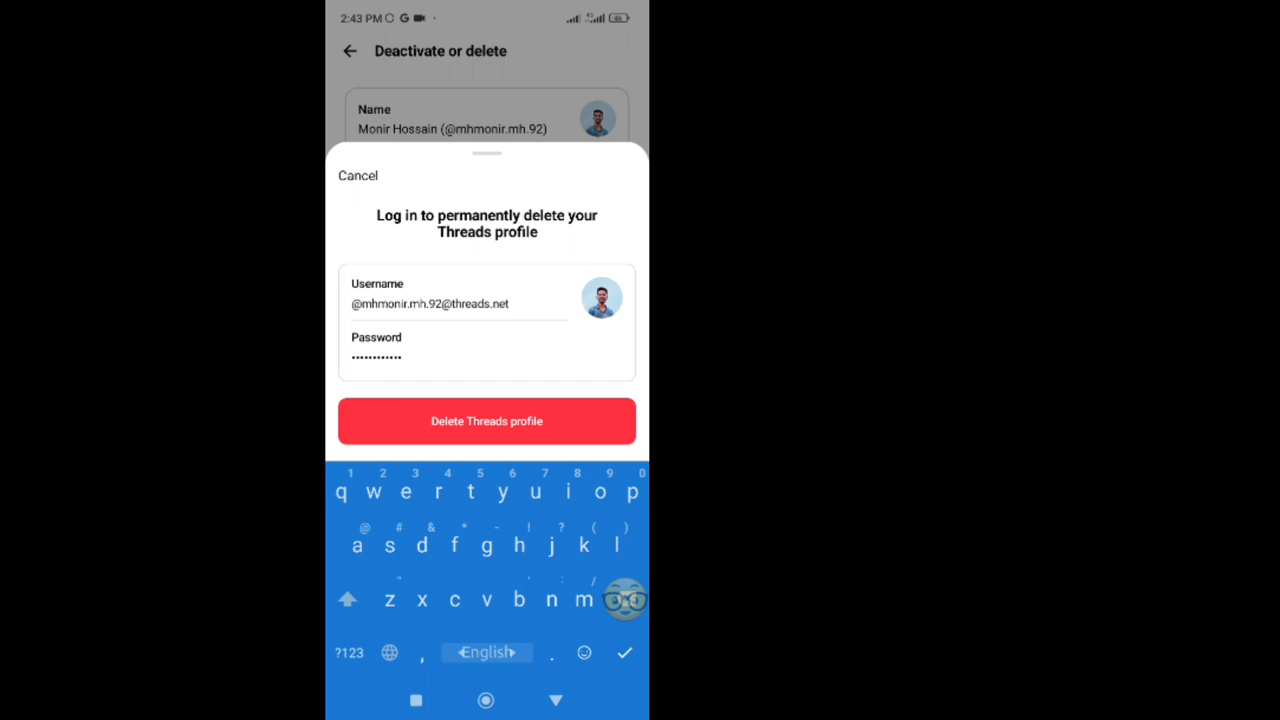 2:43 PM G 4G 46
Deactivate or delete
Name
Monir Hossain (@mhmonir.mh.92)
Cancel
Log in to permanently delete your
Threads profile
Username
@mhmonir.mh.92@threads.net
Password
••••••••••••
Delete Threads profile
1 2 3 4 5 6 7 8 9 0
q w e r t y u i o p
@ # & * - ! ? ( )
a s d f g h j k l
" ' : /
z x c v b n m
?123 , English .